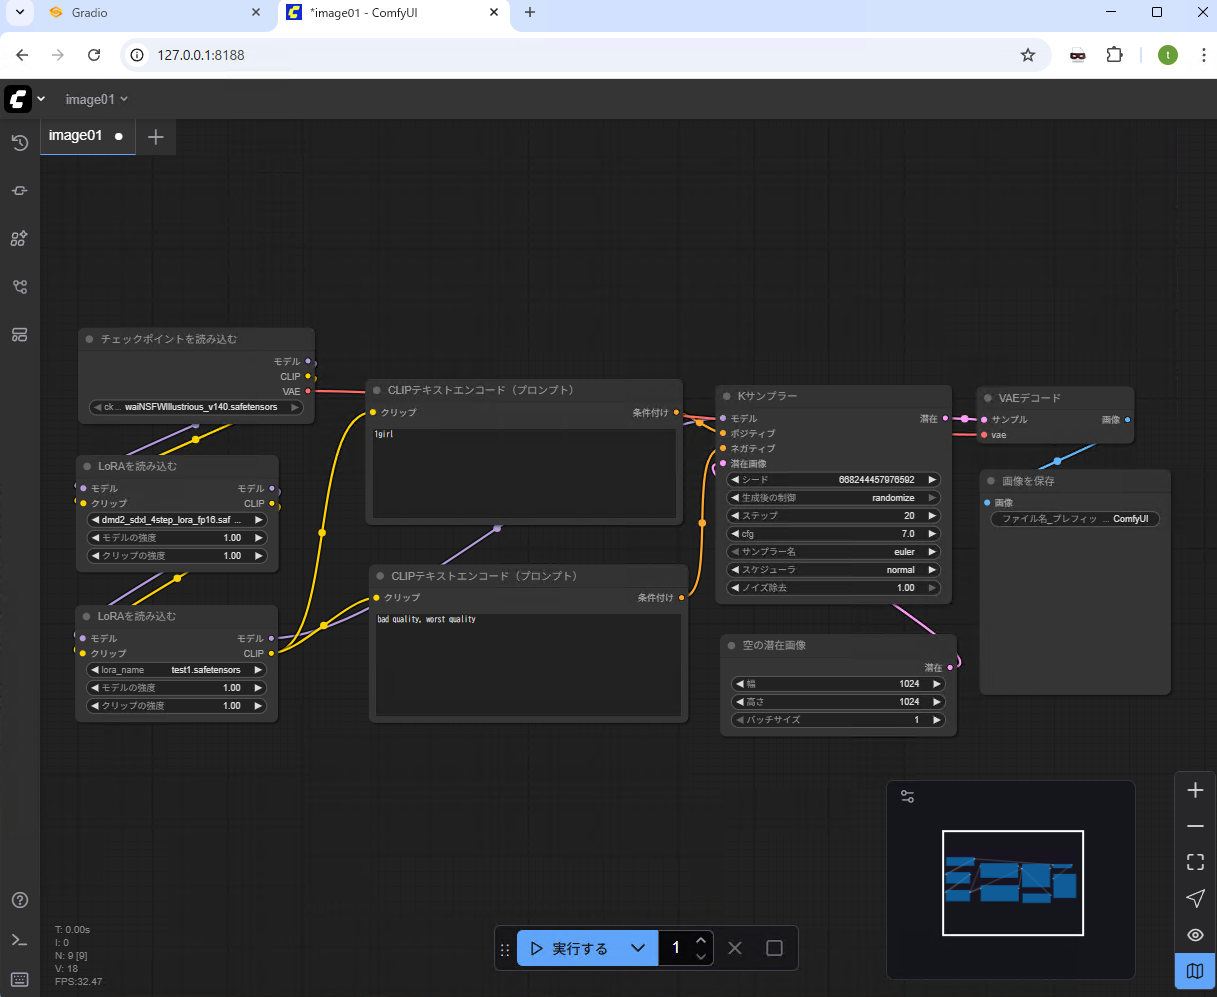 Gradio
*image01 - ComfyUI
127.0.0.1:8188
t
image01
image01
チェックポイントを読み込む
モデル
CLIP
VAE
ck... waiNSFWIllustrious_v140.safetensors
LoRAを読み込む
モデル モデル
クリップ CLIP
dmd2_sdxl_4step_lora_fp16.saf ...
モデルの強度 1.00
クリップの強度 1.00
LoRAを読み込む
モデル モデル
クリップ CLIP
lora_name test1.safetensors
モデルの強度 1.00
クリップの強度 1.00
CLIPテキストエンコード（プロンプト）
クリップ 条件付け
1girl
CLIPテキストエンコード（プロンプト）
クリップ 条件付け
bad quality, worst quality
Kサンプラー
モデル 潜在
ポジティブ
ネガティブ
潜在画像
シード 668244457976592
生成後の制御 randomize
ステップ 20
cfg 7.0
サンプラー名 euler
スケジューラ normal
ノイズ除去 1.00
空の潜在画像
潜在
幅 1024
高さ 1024
バッチサイズ 1
VAEデコード
サンプル 画像
vae
画像を保存
画像
ファイル名_プレフィッ ... ComfyUI
T: 0.00s
I: 0
N: 9 [9]
V: 18
FPS:32.47
実行する 1